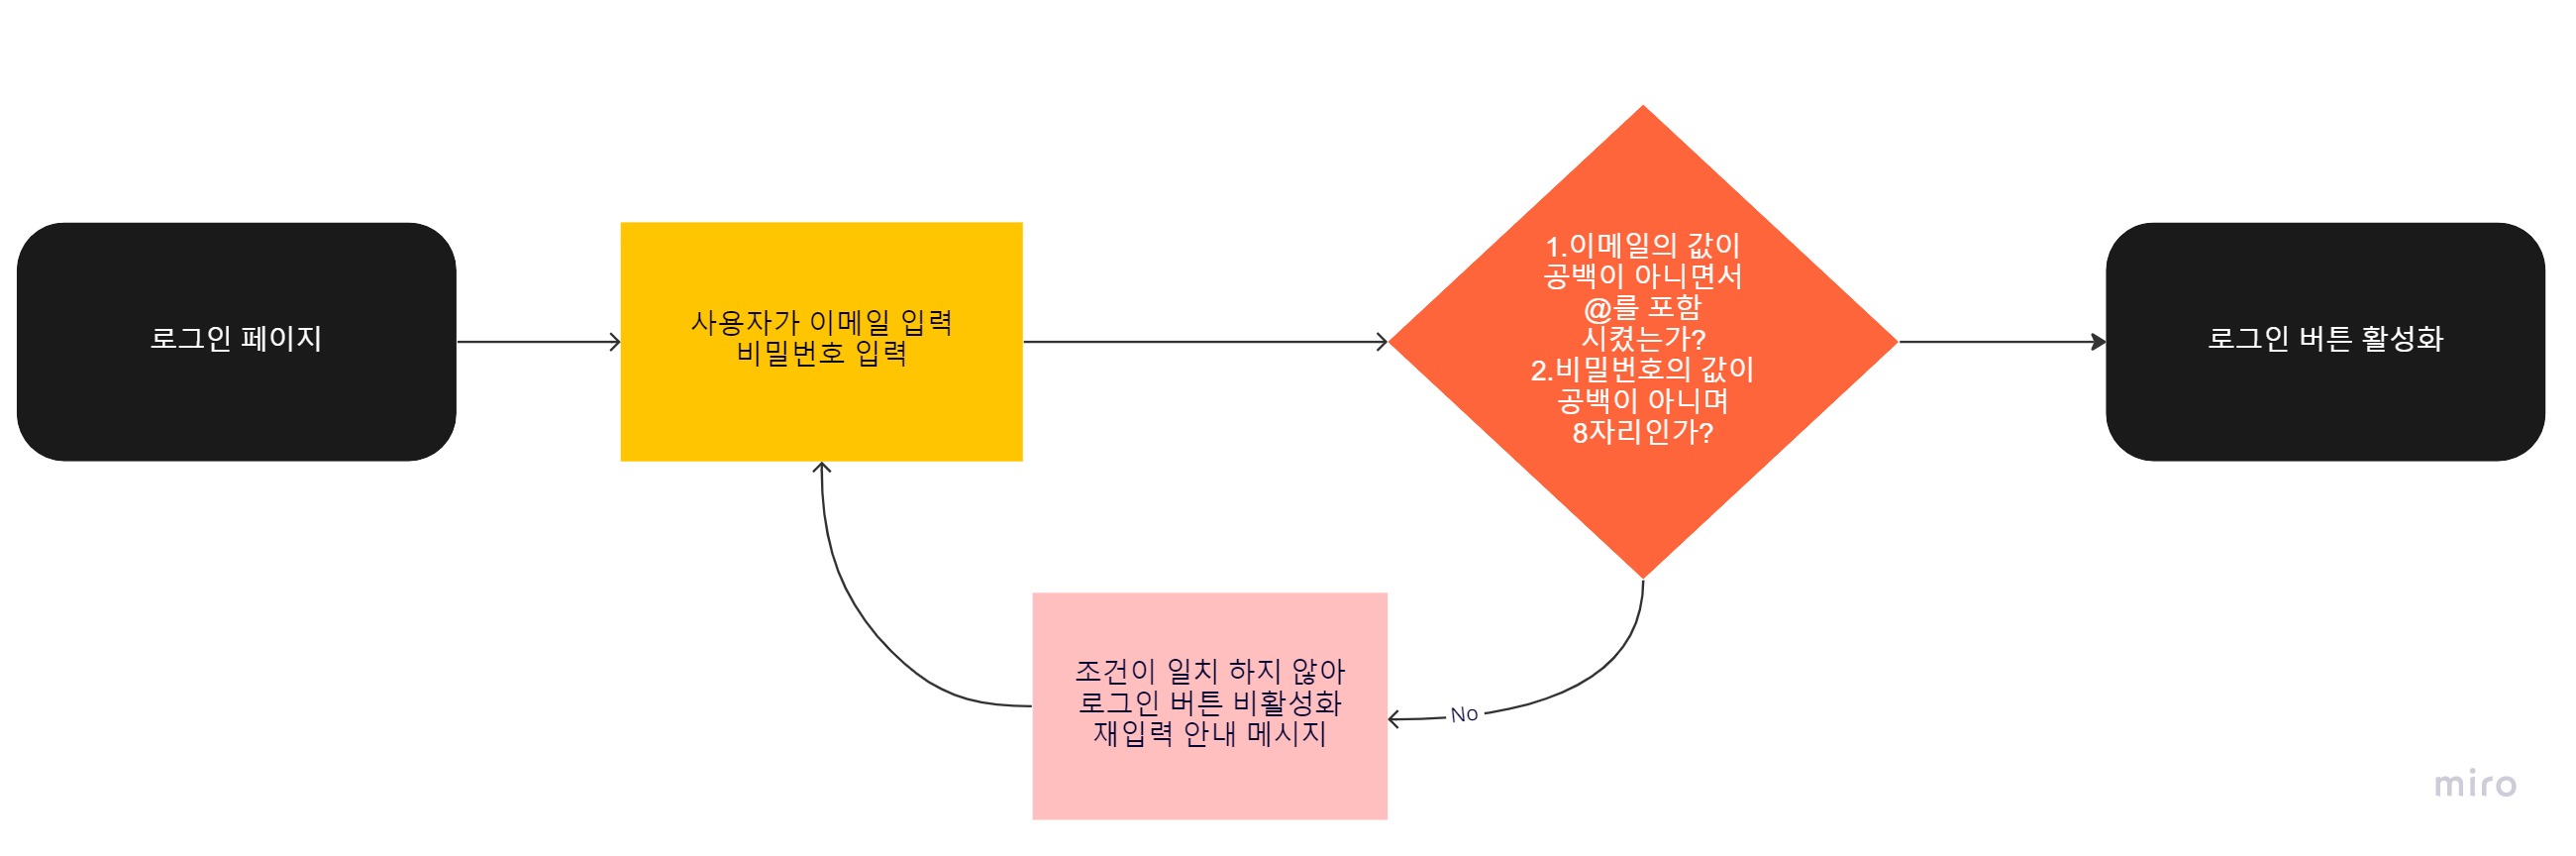 로그인 페이지
사용자가 이메일 입력
비밀번호 입력
1.이메일의 값이
공백이 아니면서
@를 포함
시켰는가?
2.비밀번호의 값이
공백이 아니며
8자리인가?
로그인 버튼 활성화
No
조건이 일치 하지 않아
로그인 버튼 비활성화
재입력 안내 메시지
miro